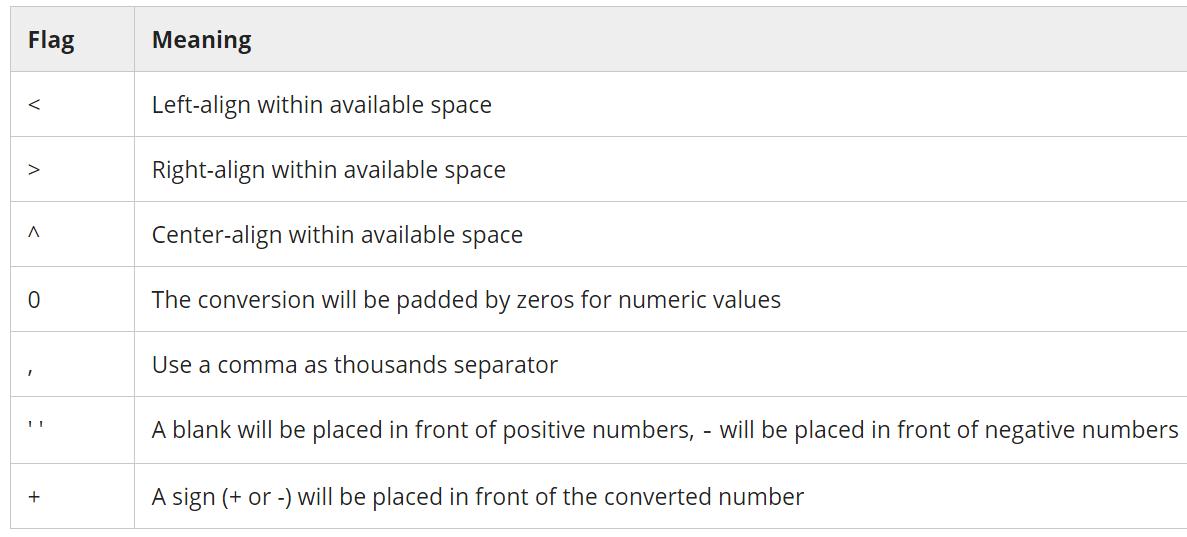 Flag Meaning
< Left-align within available space
> Right-align within available space
^ Center-align within available space
0 The conversion will be padded by zeros for numeric values
, Use a comma as thousands separator
' ' A blank will be placed in front of positive numbers, - will be placed in front of negative numbers
+ A sign (+ or -) will be placed in front of the converted number